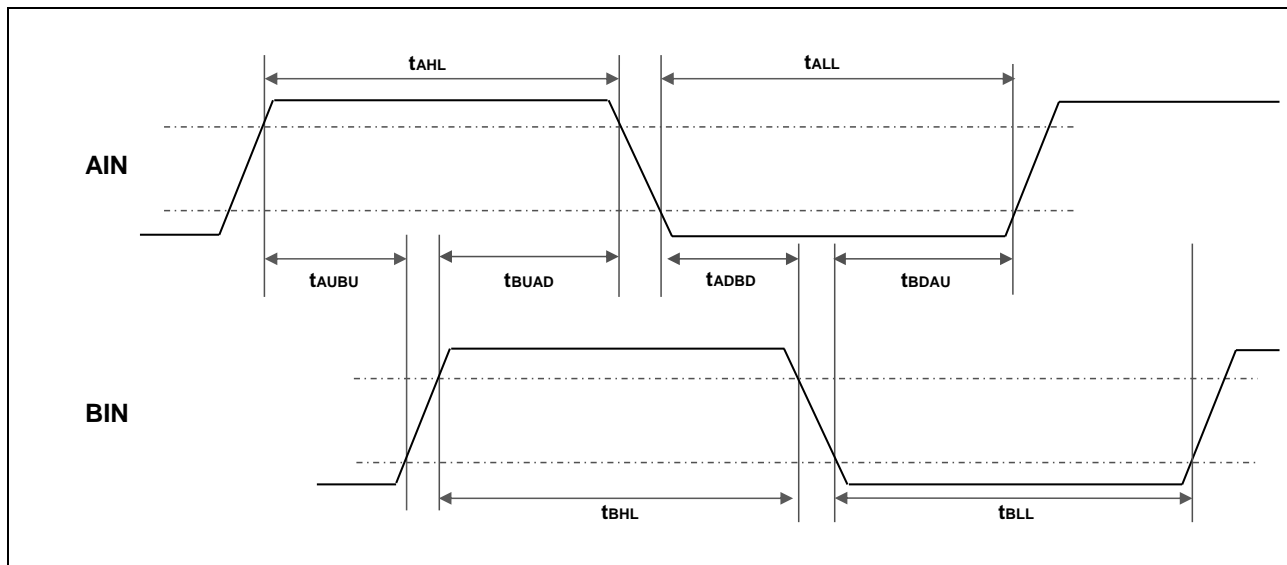 tAHL
tALL
AIN
tAUBU
tBUAD
tADBD
tBDAU
BIN
tBHL
tBLL